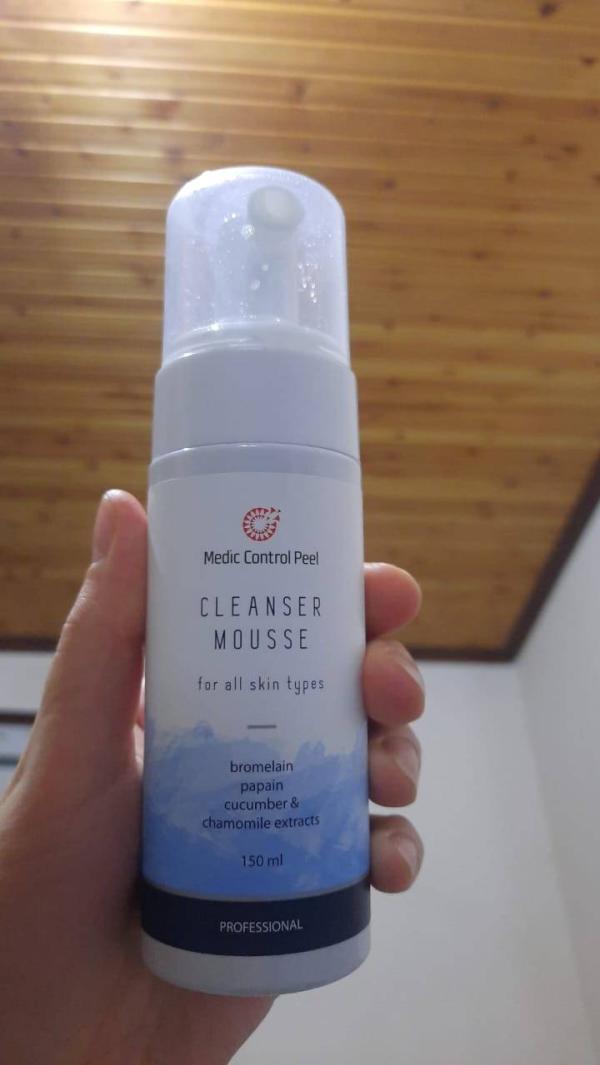 Medic Control Peel
CLEANSER
MOUSSE
for all skin types
bromelain
papain
cucumber &
chamomile extracts
150 ml
PROFESSIONAL